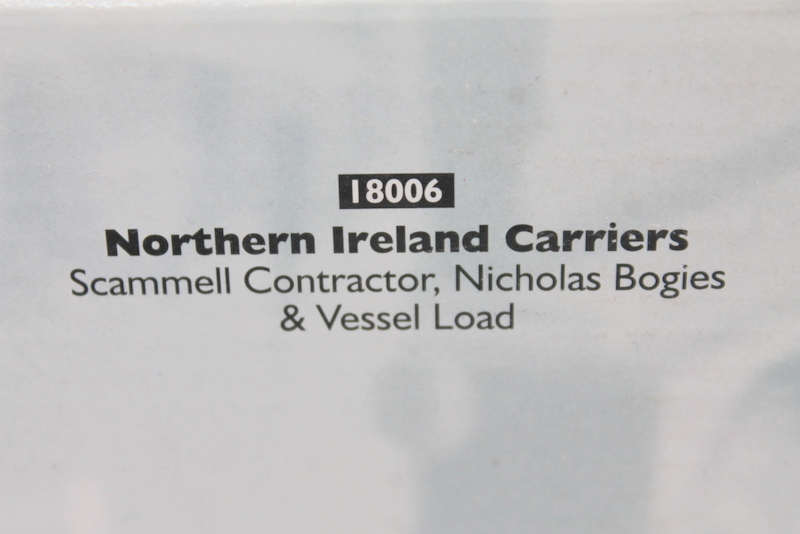 18006
Northern Ireland Carriers
Scammell Contractor, Nicholas Bogies
& Vessel Load